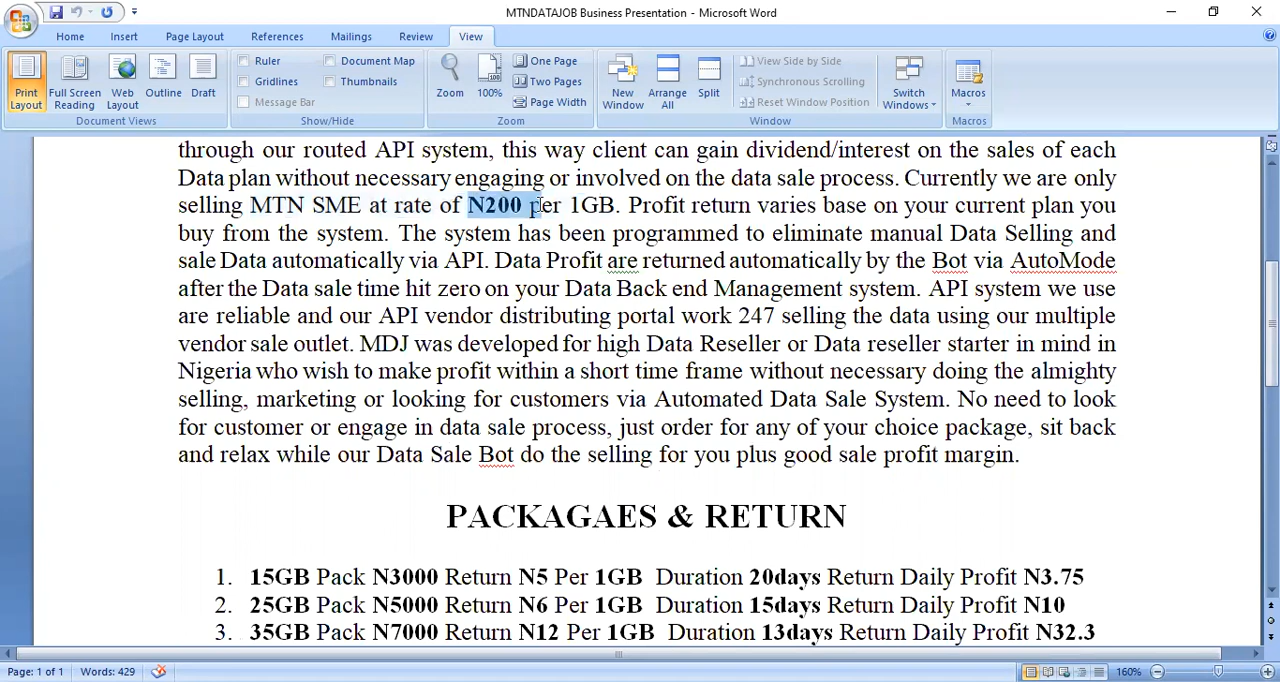 MTNDATAJOB Business Presentation - Microsoft Word
Home Insert Page Layout References Mailings Review View
Ruler Document Map One Page View Side by Side
Gridlines Thumbnails Two Pages Synchronous Scrolling
Message Bar Page Width Reset Window Position
Print Layout Full Screen Reading Web Layout Outline Draft Zoom 100% New Window Arrange All Split Switch Windows Macros
Document Views Show/Hide Zoom Window Macros
through our routed API system, this way client can gain dividend/interest on the sales of each
Data plan without necessary engaging or involved on the data sale process. Currently we are only
selling MTN SME at rate of N200 per 1GB. Profit return varies base on your current plan you
buy from the system. The system has been programmed to eliminate manual Data Selling and
sale Data automatically via API. Data Profit are returned automatically by the Bot via AutoMode
after the Data sale time hit zero on your Data Back end Management system. API system we use
are reliable and our API vendor distributing portal work 247 selling the data using our multiple
vendor sale outlet. MDJ was developed for high Data Reseller or Data reseller starter in mind in
Nigeria who wish to make profit within a short time frame without necessary doing the almighty
selling, marketing or looking for customers via Automated Data Sale System. No need to look
for customer or engage in data sale process, just order for any of your choice package, sit back
and relax while our Data Sale Bot do the selling for you plus good sale profit margin.
PACKAGAES & RETURN
1. 15GB Pack N3000 Return N5 Per 1GB Duration 20days Return Daily Profit N3.75
2. 25GB Pack N5000 Return N6 Per 1GB Duration 15days Return Daily Profit N10
3. 35GB Pack N7000 Return N12 Per 1GB Duration 13days Return Daily Profit N32.3
Page: 1 of 1 Words: 429 160%